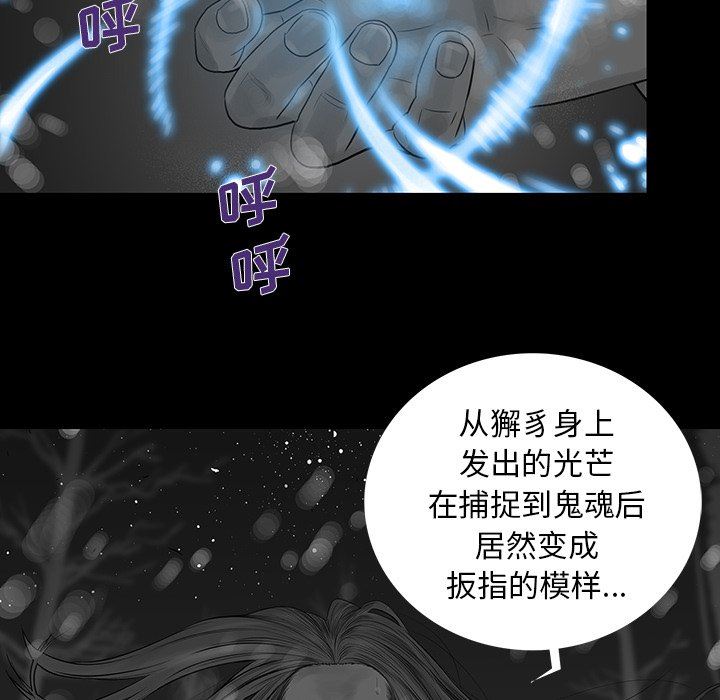 呼
呼
呼
从獬豸身上
发出的光芒
在捕捉到鬼魂后
居然变成
扳指的模样...